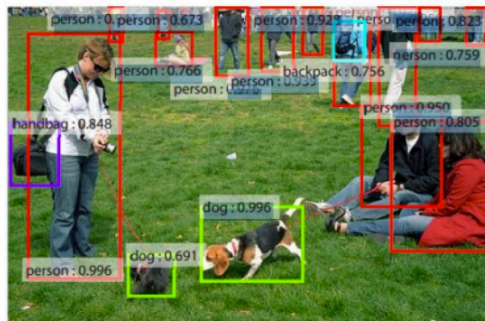 person : 0.
person : 0.673
person : 0.929
person : 0.823
person : 0.766
backpack : 0.756
person : 0.759
person : 0.950
handbag : 0.848
person : 0.805
dog : 0.996
dog : 0.691
person : 0.996